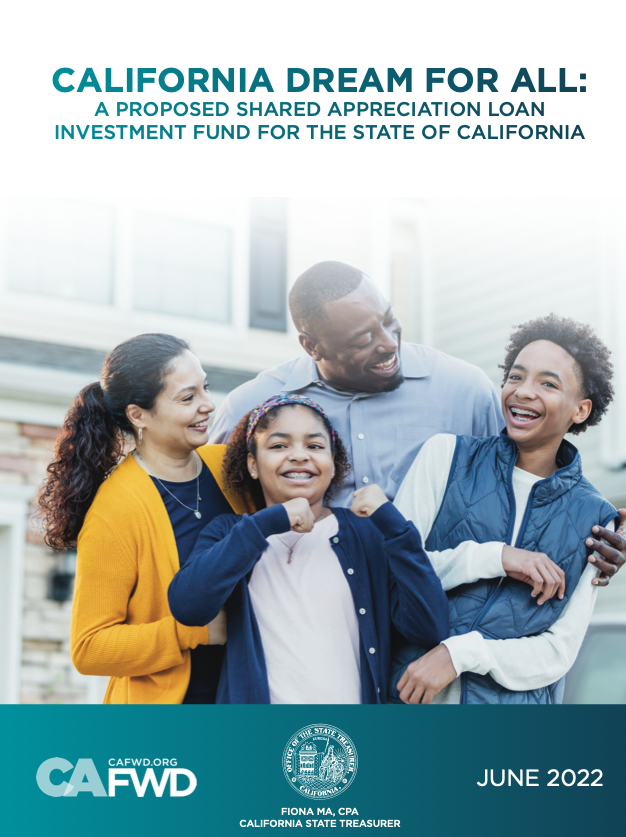 CALIFORNIA DREAM FOR ALL:
A PROPOSED SHARED APPRECIATION LOAN
INVESTMENT FUND FOR THE STATE OF CALIFORNIA
CAFWD.ORG
CAFWD
OFFICE OF THE STATE TREASURER
EUREKA
CALIFORNIA
FIONA MA, CPA
CALIFORNIA STATE TREASURER
JUNE 2022